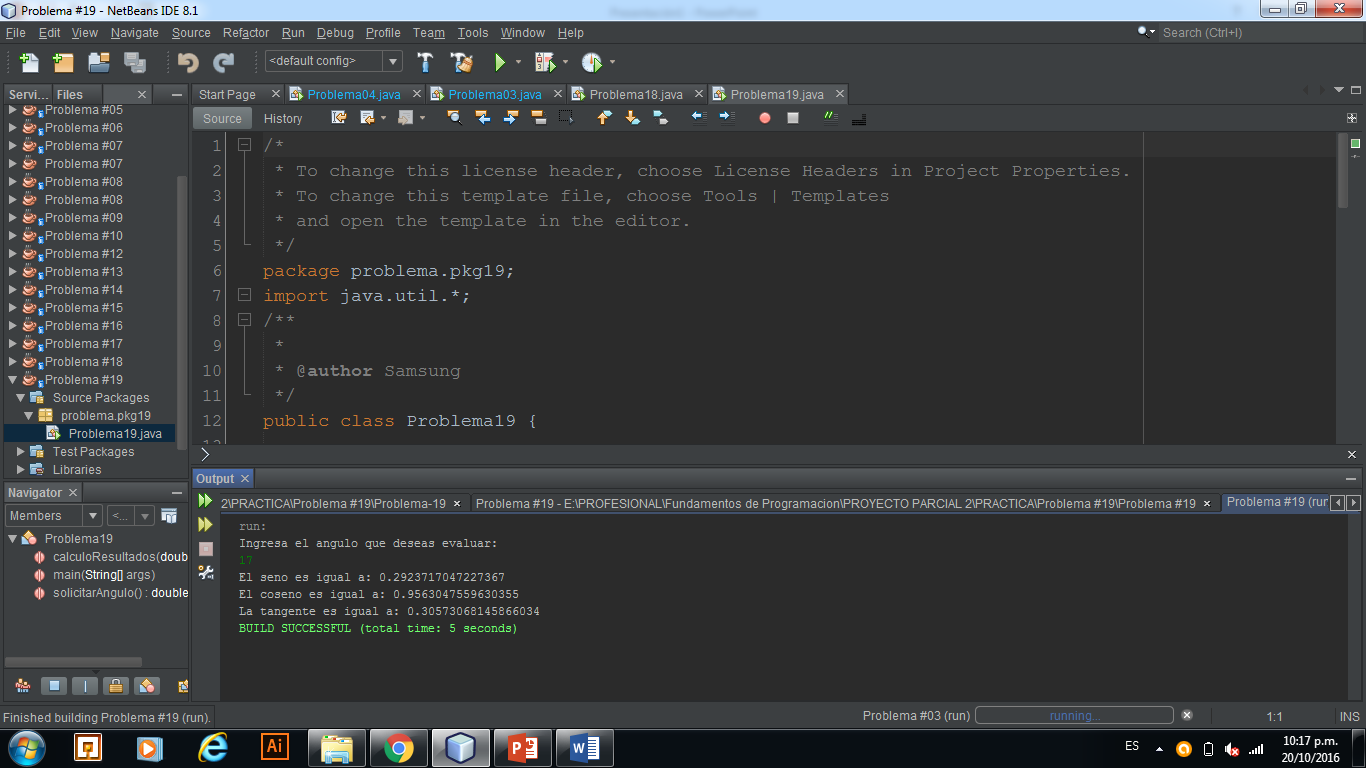 Problema #19 - NetBeans IDE 8.1
File Edit View Navigate Source Refactor Run Debug Profile Team Tools Window Help
Search (Ctrl+I)
<default config>
Servi... Files
Start Page Problema04.java Problema03.java Problema18.java Problema19.java
Source History
Problema #05
Problema #06
Problema #07
Problema #07
Problema #08
Problema #08
Problema #09
Problema #10
Problema #12
Problema #13
Problema #14
Problema #15
Problema #16
Problema #17
Problema #18
Problema #19
Source Packages
problema.pkg19
Problema19.java
Test Packages
Libraries
1 /*
2 * To change this license header, choose License Headers in Project Properties.
3 * To change this template file, choose Tools | Templates
4 * and open the template in the editor.
5 */
6 package problema.pkg19;
7 import java.util.*;
8 /**
9 *
10 * @author Samsung
11 */
12 public class Problema19 {
Navigator
Members <...
Problema19
calculoResultados(doub
main(String[] args)
solicitarAngulo() : double
Output
2\PRACTICA\Problema #19\Problema-19
Problema #19 - E:\PROFESIONAL\Fundamentos de Programacion\PROYECTO PARCIAL 2\PRACTICA\Problema #19\Problema #19
Problema #19 (run
run:
Ingresa el angulo que deseas evaluar:
17
El seno es igual a: 0.2923717047227367
El coseno es igual a: 0.9563047559630355
La tangente es igual a: 0.30573068145866034
BUILD SUCCESSFUL (total time: 5 seconds)
Finished building Problema #19 (run).
Problema #03 (run) running...
1:1 INS
Ai
ES
10:17 p.m.
20/10/2016